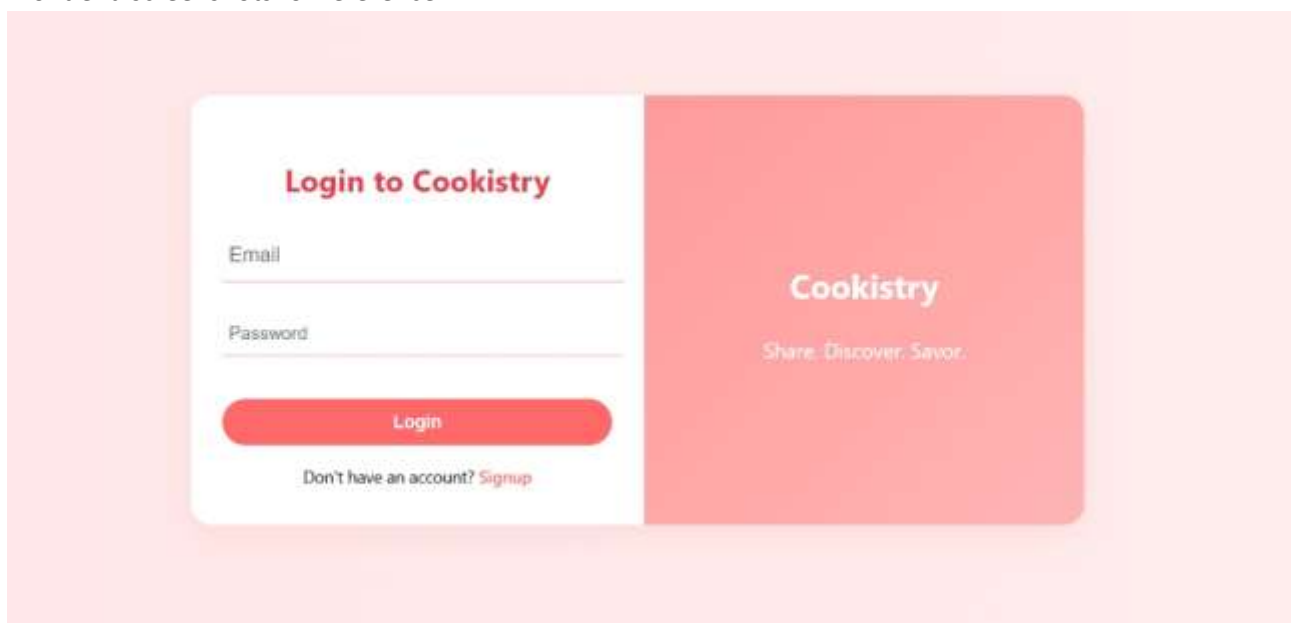 Login to Cookistry
Email
Password
Login
Don't have an account? Signup
Cookistry
Share. Discover. Savor.